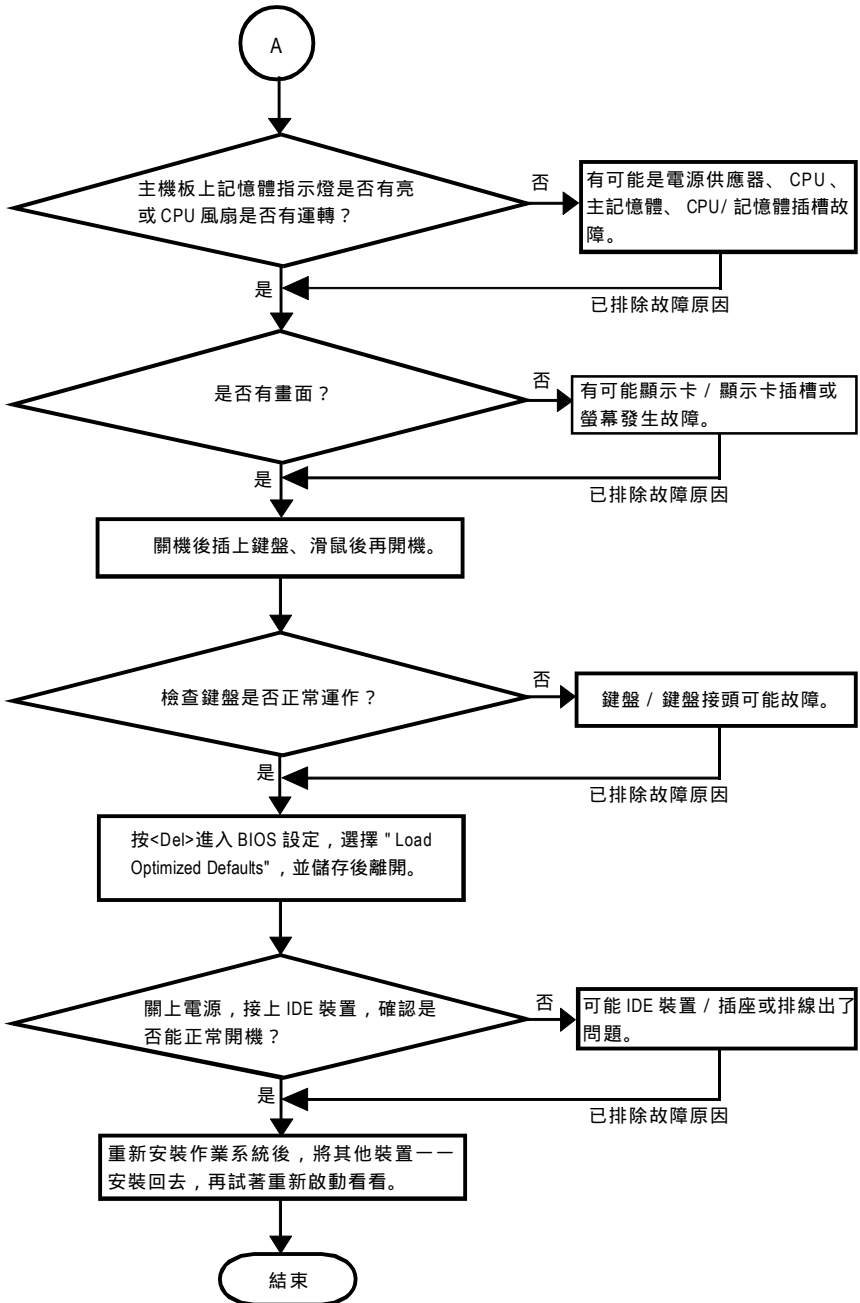 A
主機板上記憶體指示燈是否有亮
或 CPU 風扇是否有運轉？
否
有可能是電源供應器、 CPU、
主記憶體、 CPU/ 記憶體插槽故
障。
是
已排除故障原因
是否有畫面？
否
有可能顯示卡 / 顯示卡插槽或
螢幕發生故障。
是
已排除故障原因
關機後插上鍵盤、滑鼠後再開機。
檢查鍵盤是否正常運作？
否
鍵盤 / 鍵盤接頭可能故障。
是
已排除故障原因
按<Del>進入 BIOS 設定，選擇 " Load
Optimized Defaults" ，並儲存後離開。
關上電源，接上 IDE 裝置，確認是
否能正常開機？
否
可能 IDE 裝置 / 插座或排線出了
問題。
是
已排除故障原因
重新安裝作業系統後，將其他裝置一一
安裝回去，再試著重新啟動看看。
結束